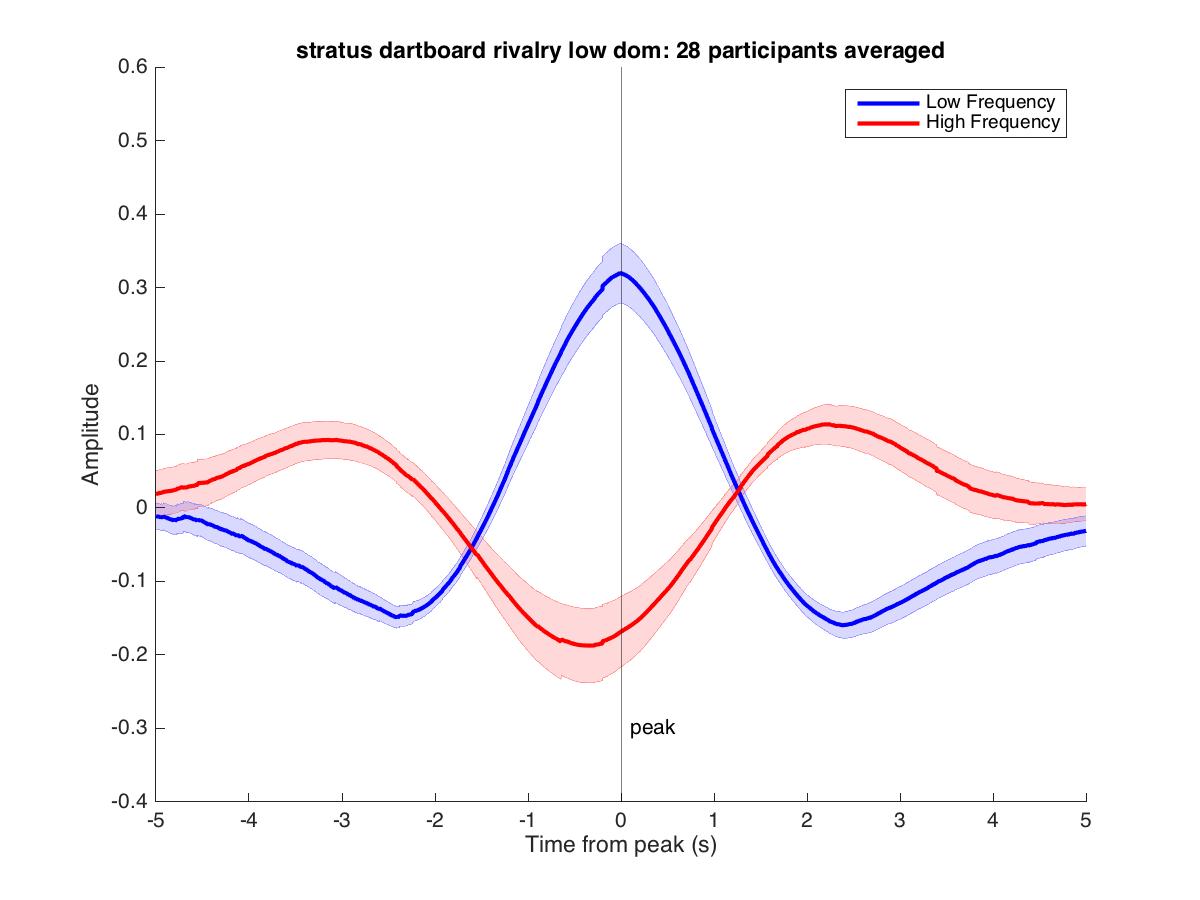 stratus dartboard rivalry low dom: 28 participants averaged
Low Frequency
High Frequency
Amplitude
0.6
0.5
0.4
0.3
0.2
0.1
0
-0.1
-0.2
-0.3
-0.4
peak
-5 -4 -3 -2 -1 0 1 2 3 4 5
Time from peak (s)